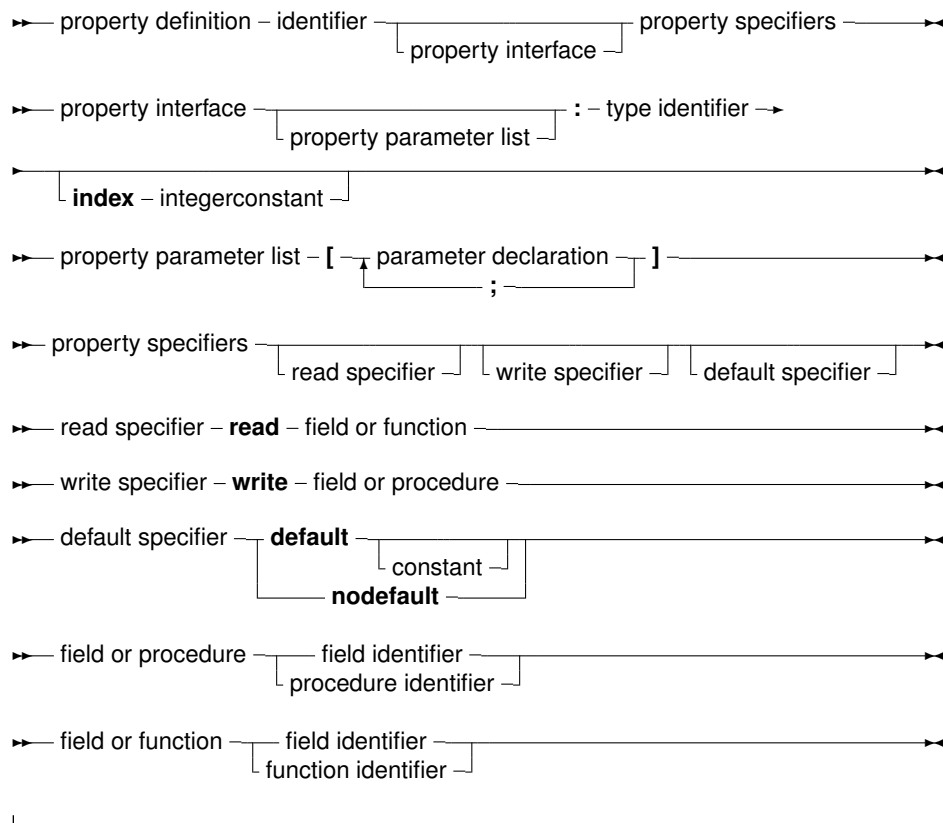 property definition identifier property specifiers
property interface
property interface : type identifier
property parameter list
index integerconstant
property parameter list [ parameter declaration ]
;
property specifiers
read specifier write specifier default specifier
read specifier read field or function
write specifier write field or procedure
default specifier default
constant
nodefault
field or procedure field identifier
procedure identifier
field or function field identifier
function identifier